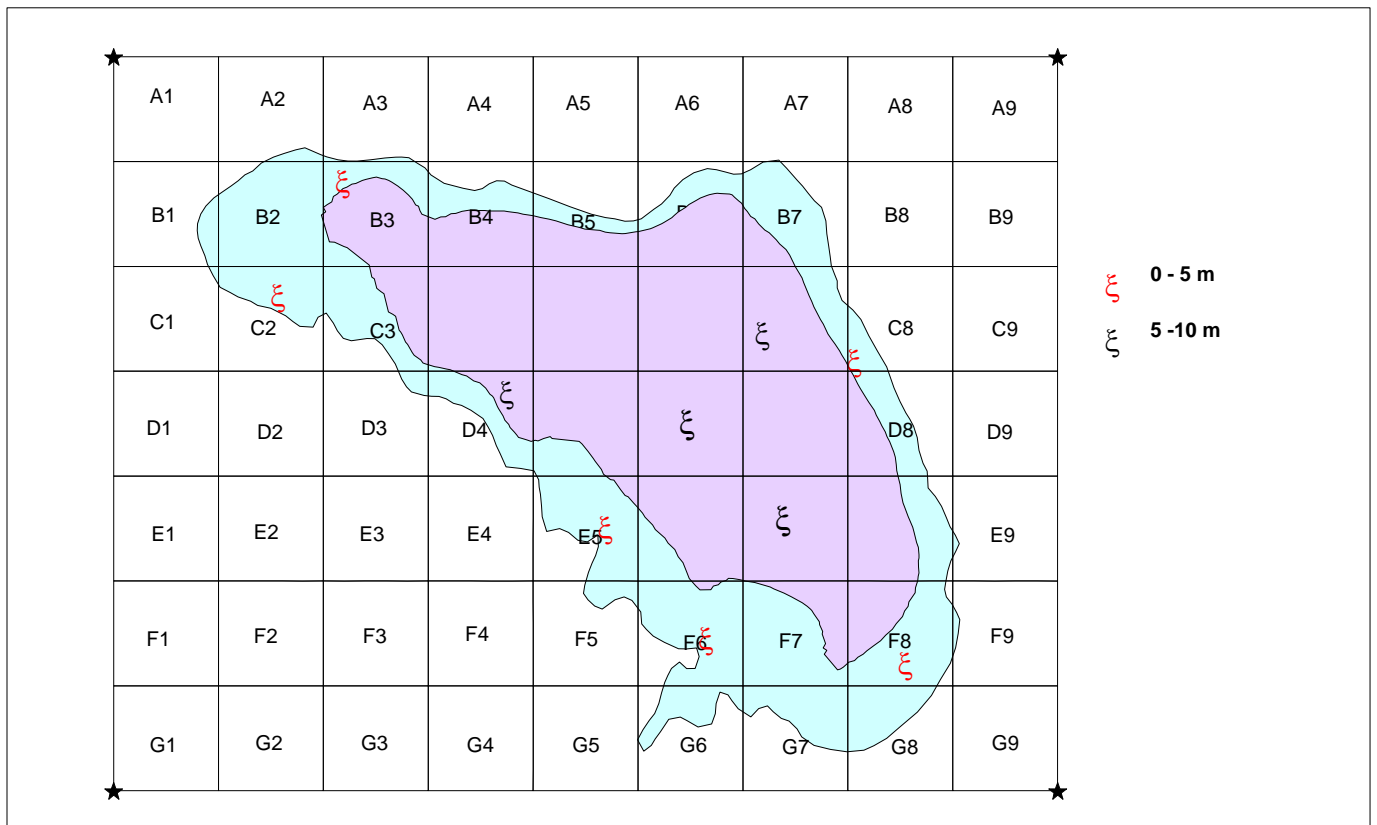 A1 A2 A3 A4 A5 A6 A7 A8 A9
B1 B2 B3 B4 B5 B7 B8 B9
ξ 0 - 5 m
C1 C2 C3 C8 C9
ξ 5 -10 m
D1 D2 D3 D4 D8 D9
E1 E2 E3 E4 E5 E9
F1 F2 F3 F4 F5 F6 F7 F8 F9
G1 G2 G3 G4 G5 G6 G7 G8 G9